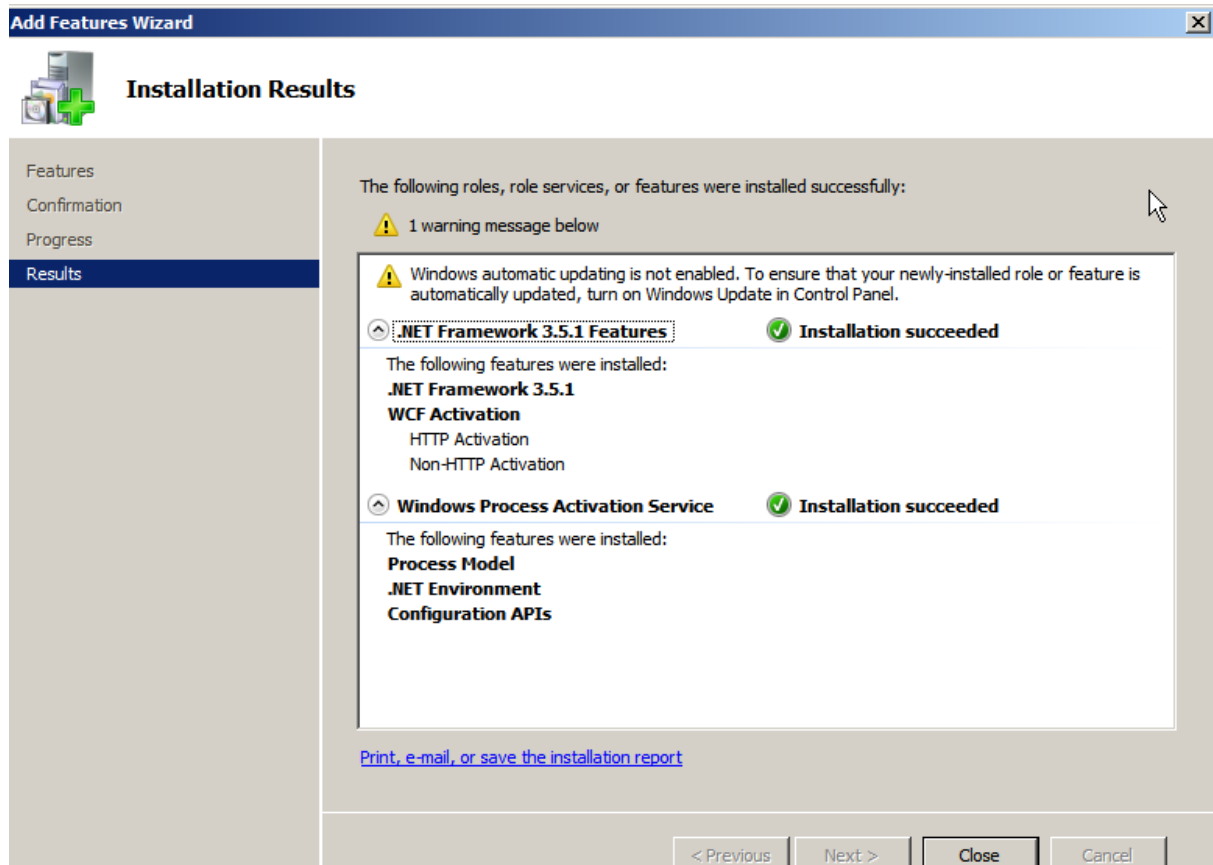 Add Features Wizard
Installation Results
Features
Confirmation
Progress
Results
The following roles, role services, or features were installed successfully:
1 warning message below
Windows automatic updating is not enabled. To ensure that your newly-installed role or feature is
automatically updated, turn on Windows Update in Control Panel.
.NET Framework 3.5.1 Features Installation succeeded
The following features were installed:
.NET Framework 3.5.1
WCF Activation
HTTP Activation
Non-HTTP Activation
Windows Process Activation Service Installation succeeded
The following features were installed:
Process Model
.NET Environment
Configuration APIs
Print, e-mail, or save the installation report
< Previous Next > Close Cancel